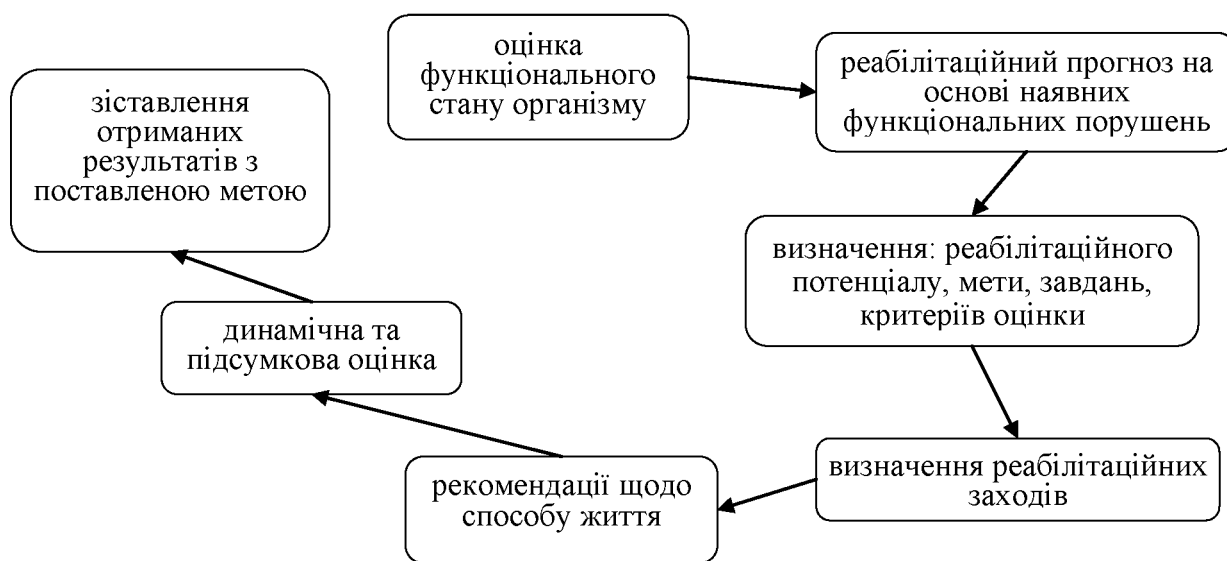 оцінка
функціонального
стану організму
реабілітаційний прогноз на
основі наявних
функціональних порушень
визначення: реабілітаційного
потенціалу, мети, завдань,
критеріїв оцінки
визначення реабілітаційних
заходів
рекомендації щодо
способу життя
динамічна та
підсумкова оцінка
зіставлення
отриманих
результатів з
поставленою метою